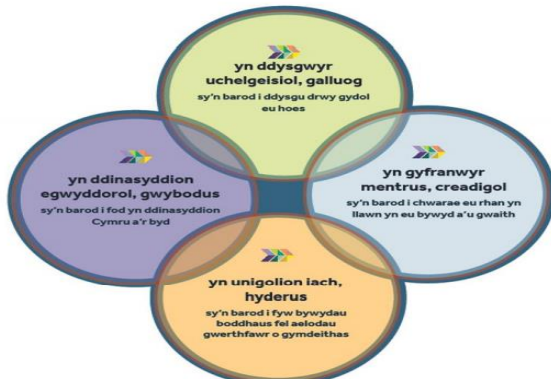 yn ddysgwyr
uchelgeisiol, galluog
sy'n barod i ddysgu drwy gydol
eu hoes
yn ddinasyddion
egwyddorol, gwybodus
sy'n barod i fod yn ddinasyddion
Cymru a'r byd
yn gyfranwyr
mentrus, creadigol
sy'n barod i chwarae eu rhan yn
llawn yn eu bywyd a'u gwaith
yn unigolion iach,
hyderus
sy'n barod i fyw bywydau
boddhaus fel aelodau
gwerthfawr o gymdeithas